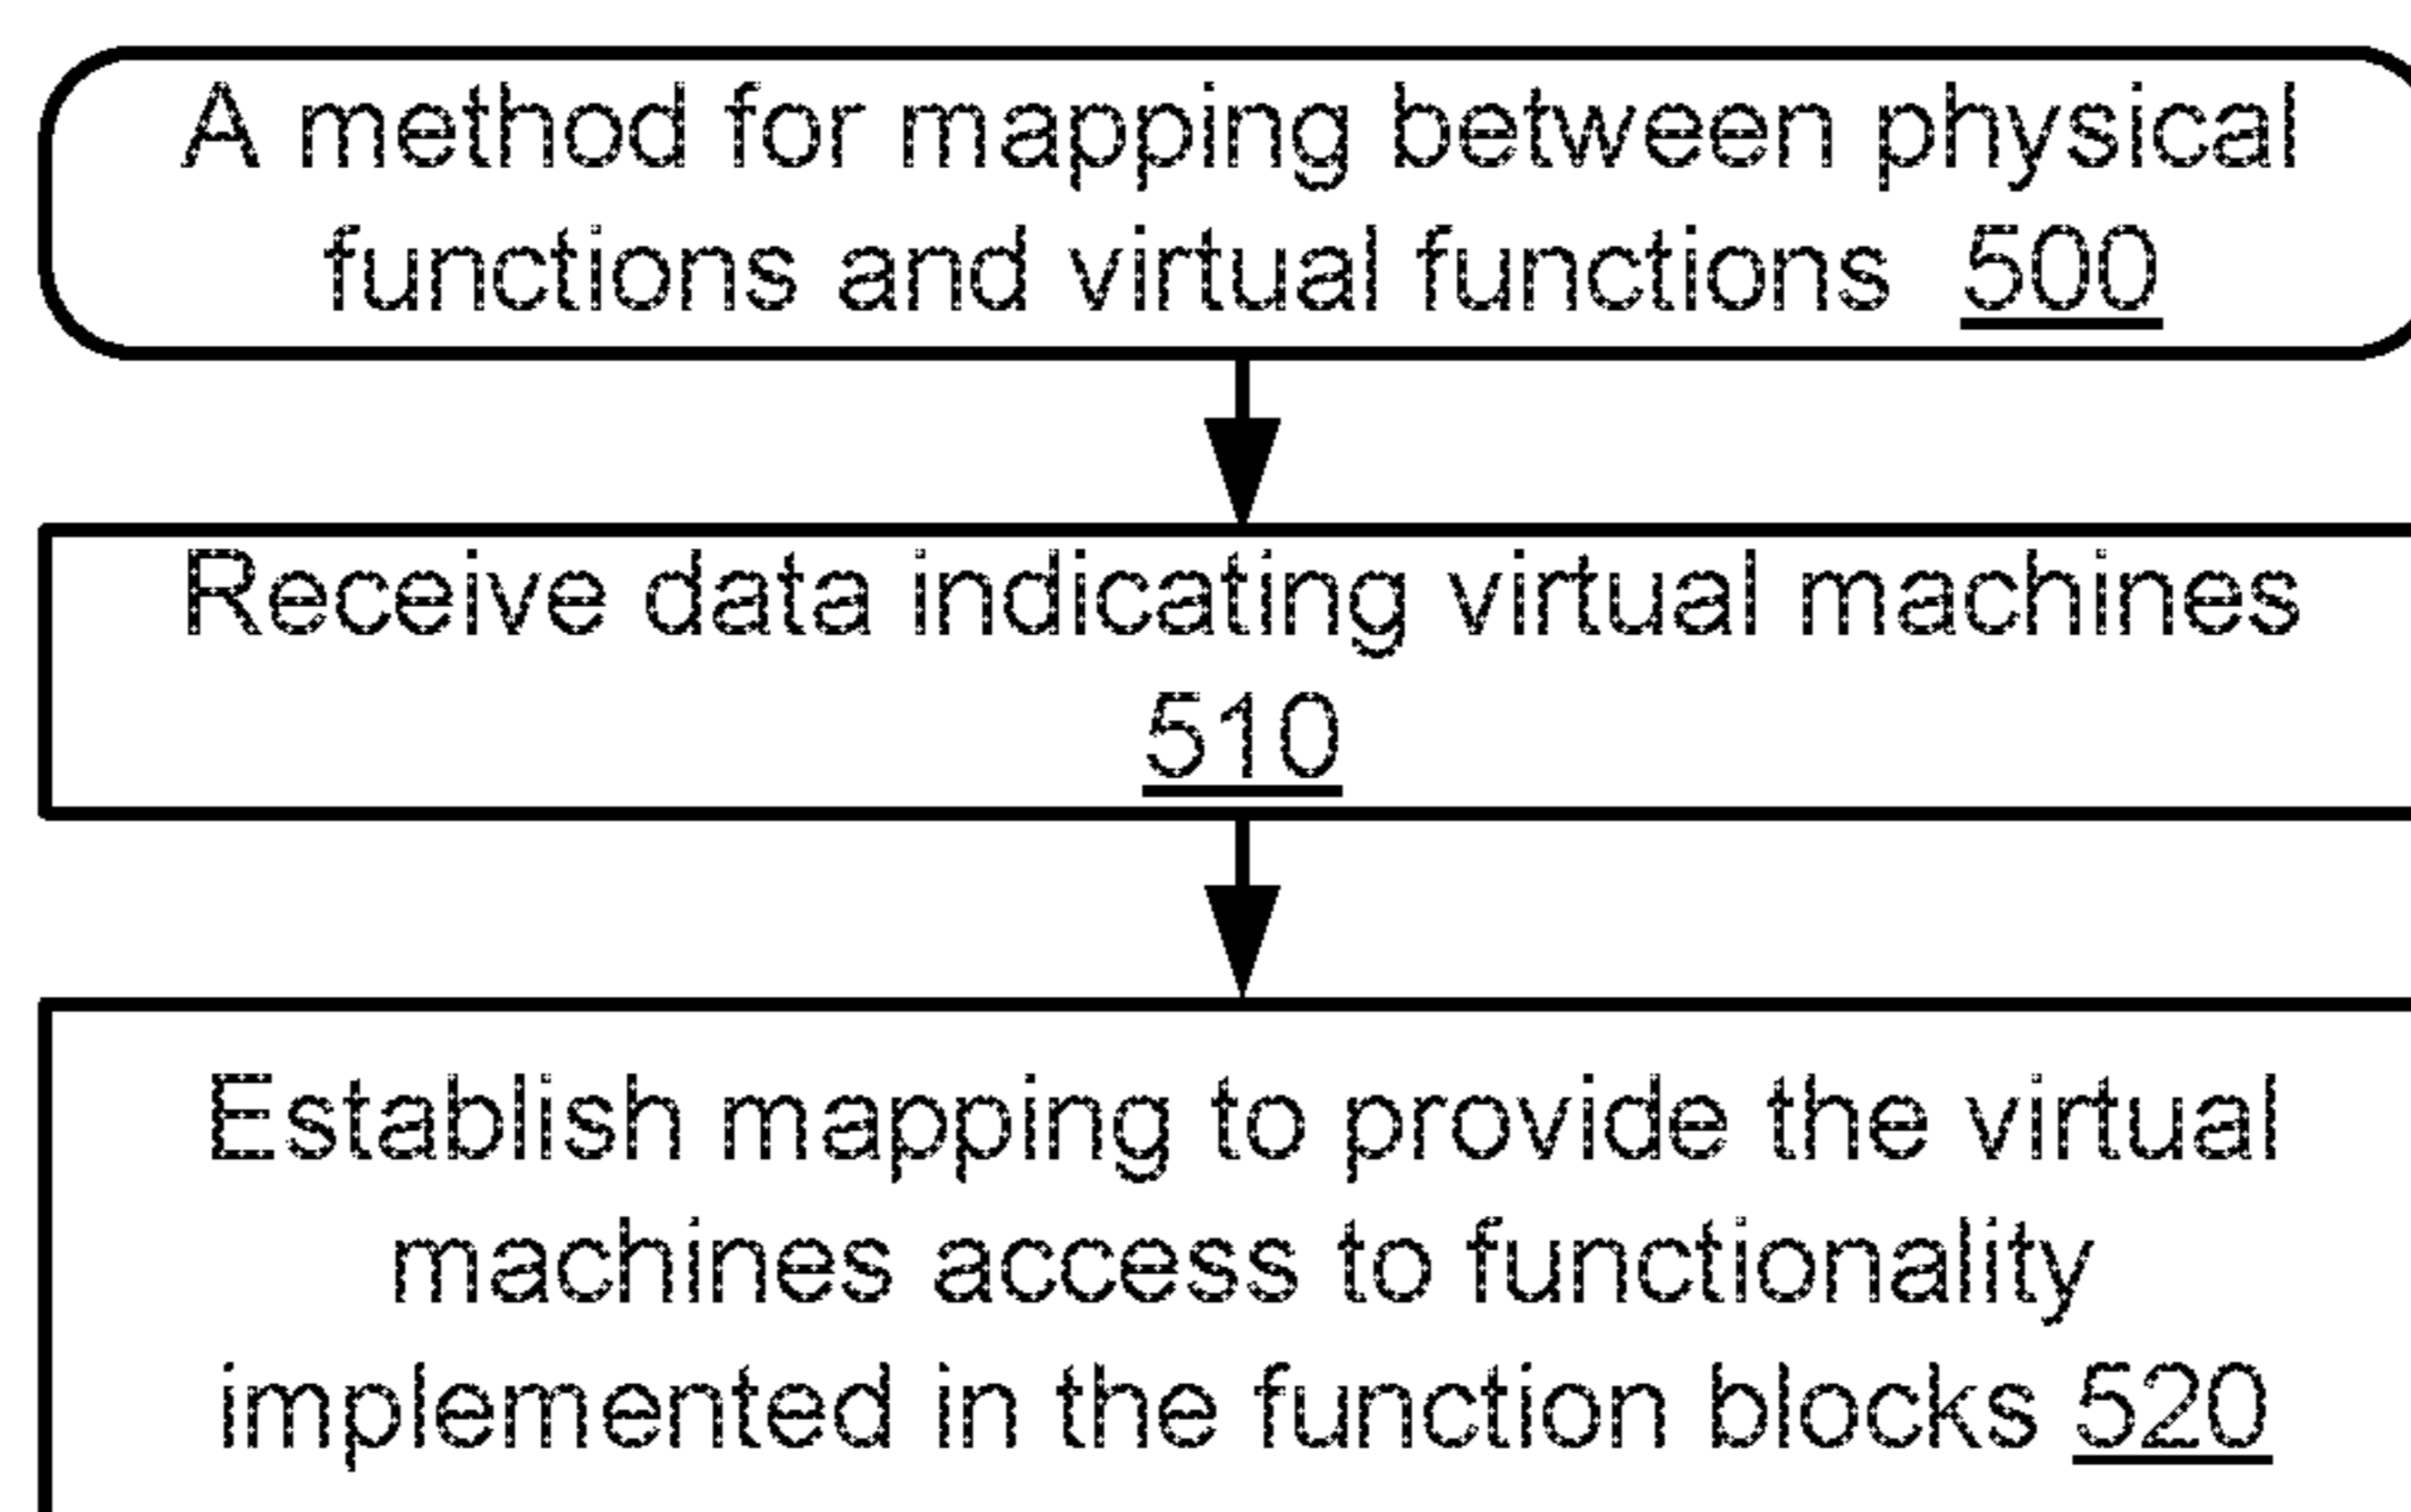 A method for mapping between physical
functions and virtual functions 500
Receive data indicating virtual machines
510
Establish mapping to provide the virtual
machines access to functionality
implemented in the function blocks 520